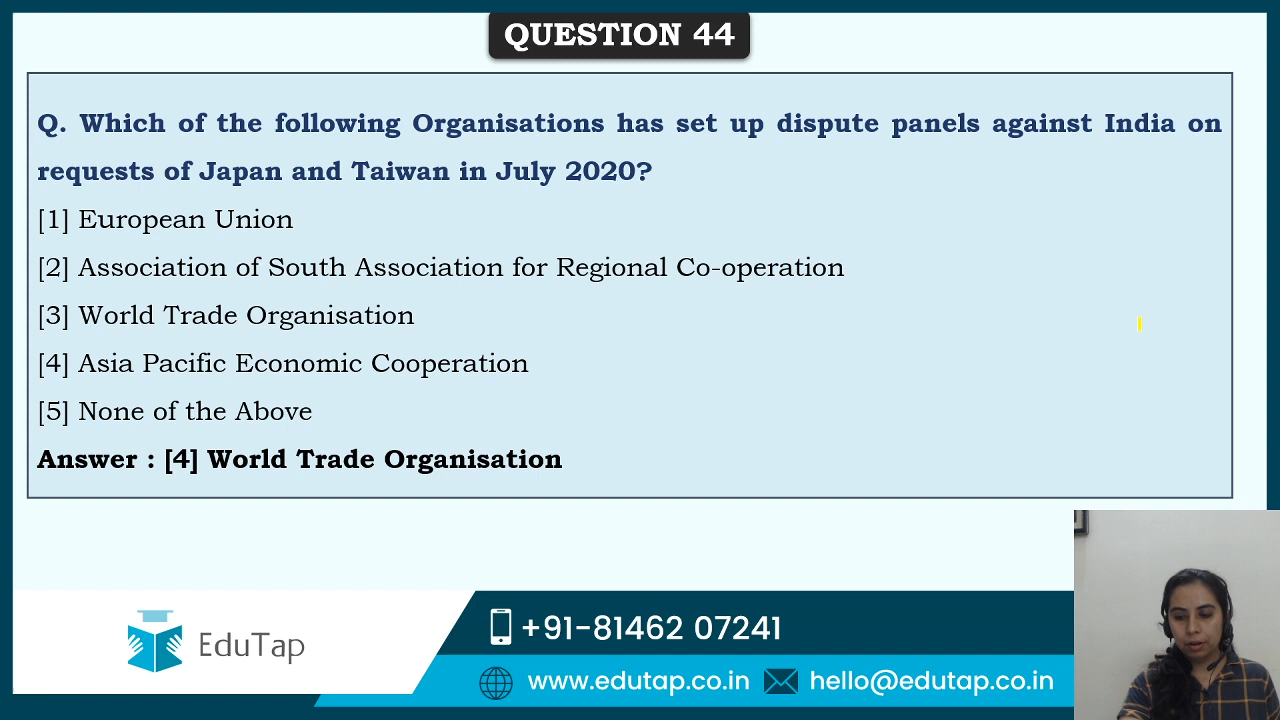 QUESTION 44
Q. Which of the following Organisations has set up dispute panels against India on
requests of Japan and Taiwan in July 2020?
[1] European Union
[2] Association of South Association for Regional Co-operation
[3] World Trade Organisation
[4] Asia Pacific Economic Cooperation
[5] None of the Above
Answer : [4] World Trade Organisation
EduTap
+91-81462 07241
www.edutap.co.in
hello@edutap.co.in